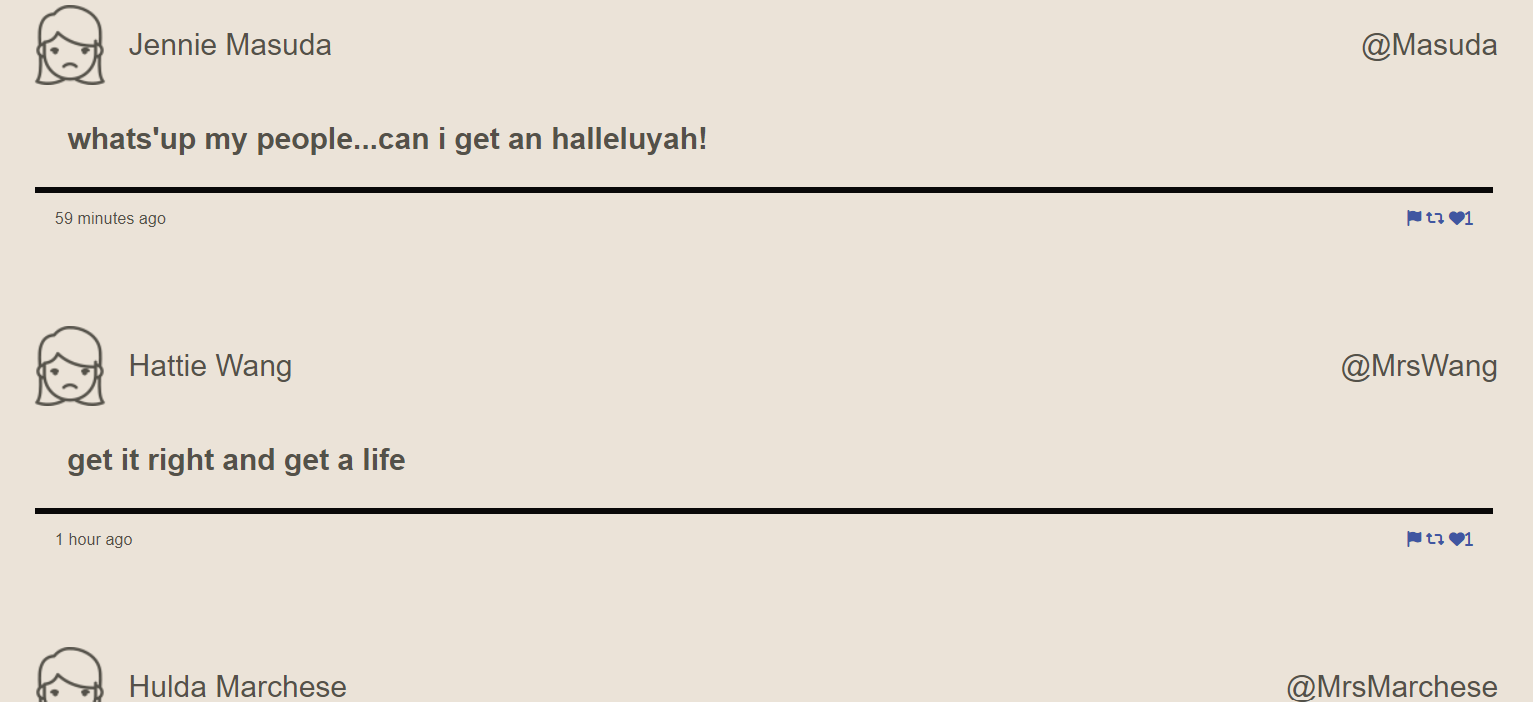 Jennie Masuda @Masuda
whats'up my people...can i get an halleluyah!
59 minutes ago 1
Hattie Wang @MrsWang
get it right and get a life
1 hour ago 1
Hulda Marchese @MrsMarchese